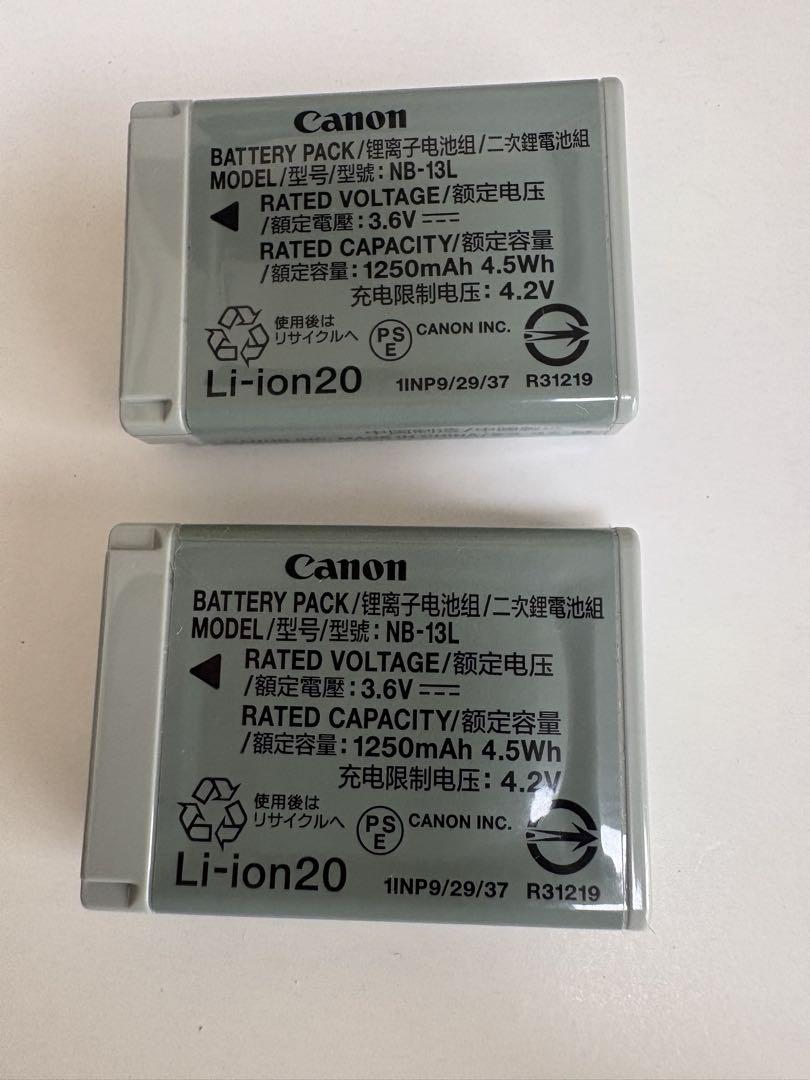 Canon
BATTERY PACK/锂离子电池组/二次鋰電池組
MODEL/型号/型號: NB-13L
RATED VOLTAGE/额定电压
/額定電壓: 3.6V
RATED CAPACITY/额定容量
/額定容量: 1250mAh 4.5Wh
充电限制电压: 4.2V
使用後は
リサイクルへ
PSE
CANON INC.
Li-ion20
1INP9/29/37
R31219
Canon
BATTERY PACK/锂离子电池组/二次鋰電池組
MODEL/型号/型號: NB-13L
RATED VOLTAGE/额定电压
/額定電壓: 3.6V
RATED CAPACITY/额定容量
/額定容量: 1250mAh 4.5Wh
充电限制电压: 4.2V
使用後は
リサイクルへ
PSE
CANON INC.
Li-ion20
1INP9/29/37
R31219